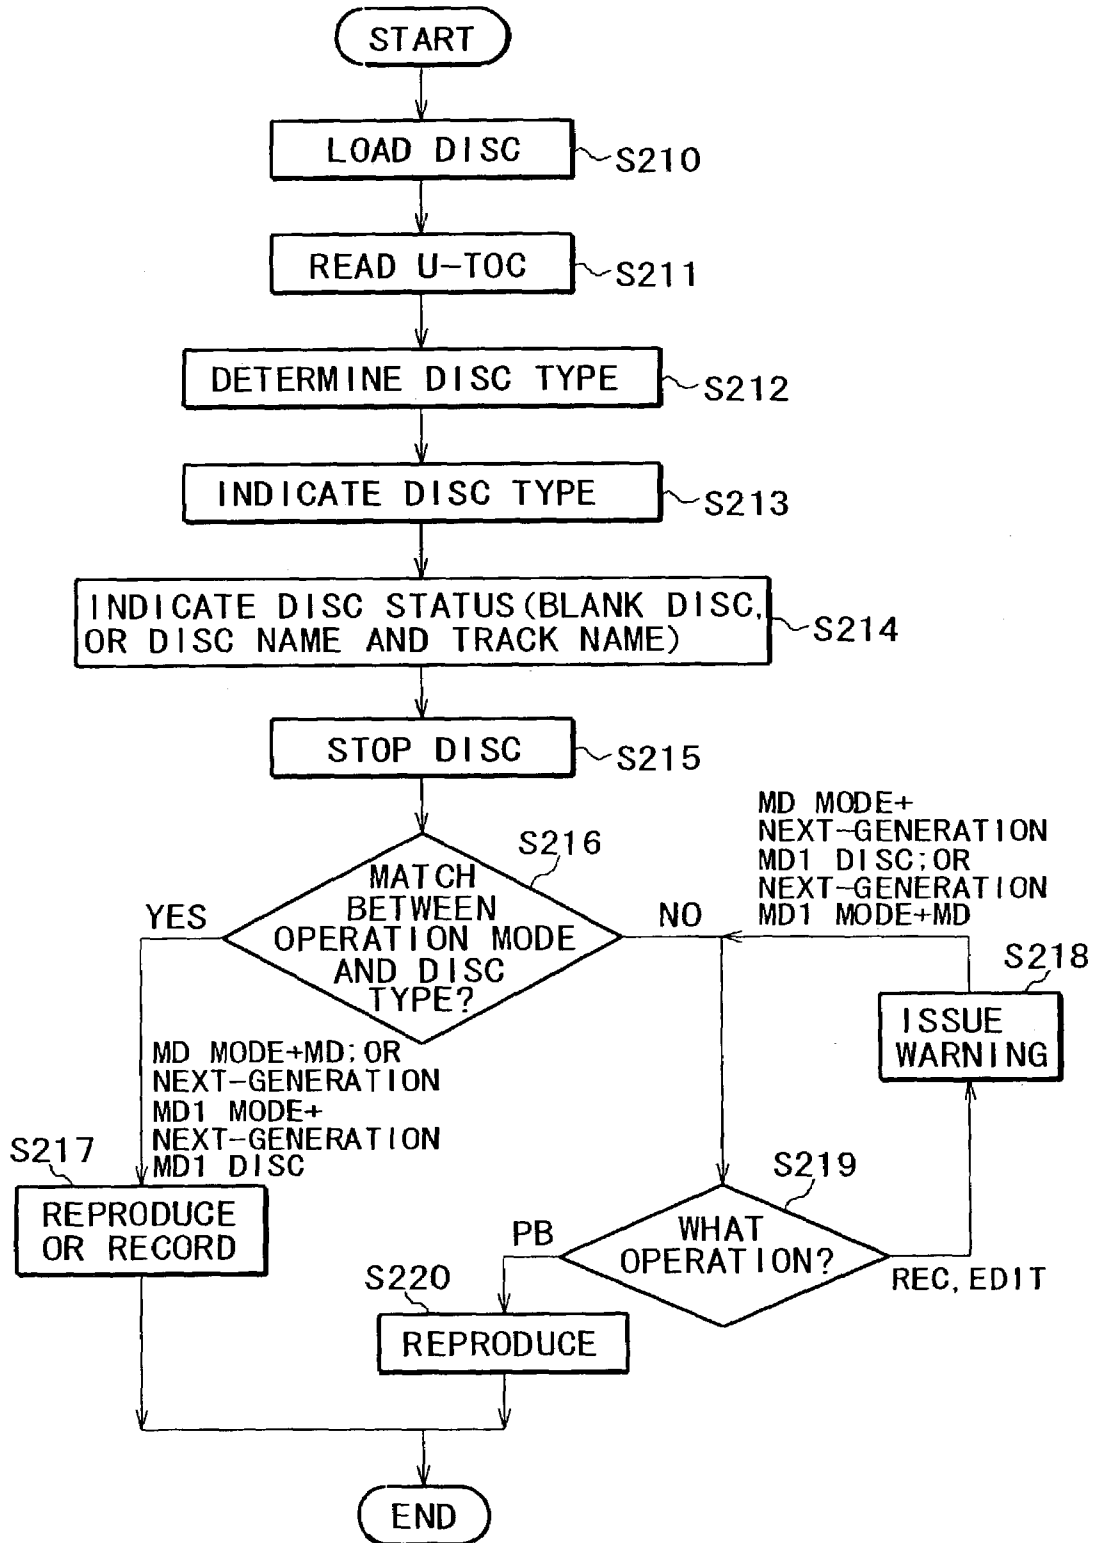 START
LOAD DISC
S210
READ U-TOC
S211
DETERMINE DISC TYPE
S212
INDICATE DISC TYPE
S213
INDICATE DISC STATUS(BLANK DISC,
OR DISC NAME AND TRACK NAME)
S214
STOP DISC
S215
S216
MATCH
BETWEEN
OPERATION MODE
AND DISC
TYPE?
YES
NO
MD MODE+
NEXT-GENERATION
MD1 DISC;OR
NEXT-GENERATION
MD1 MODE+MD
S218
ISSUE
WARNING
MD MODE+MD;OR
NEXT-GENERATION
MD1 MODE+
NEXT-GENERATION
MD1 DISC
S217
REPRODUCE
OR RECORD
S219
WHAT
OPERATION?
PB
REC,EDIT
S220
REPRODUCE
END